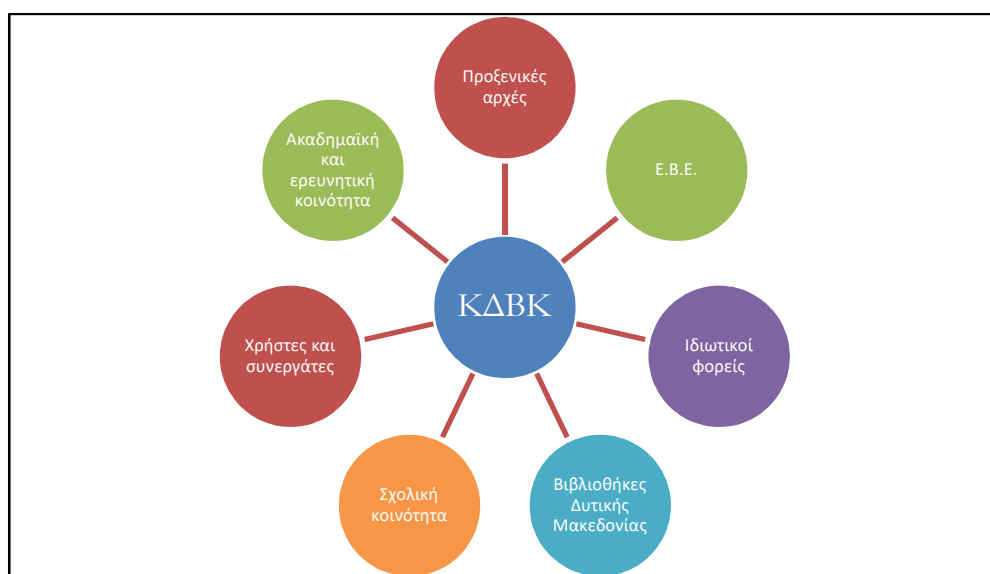 Προξενικές
αρχές
Ε.Β.Ε.
Ιδιωτικοί
φορείς
Βιβλιοθήκες
Δυτικής
Μακεδονίας
Σχολική
κοινότητα
Χρήστες και
συνεργάτες
Ακαδημαϊκή
και
ερευνητική
κοινότητα
ΚΔΒΚ